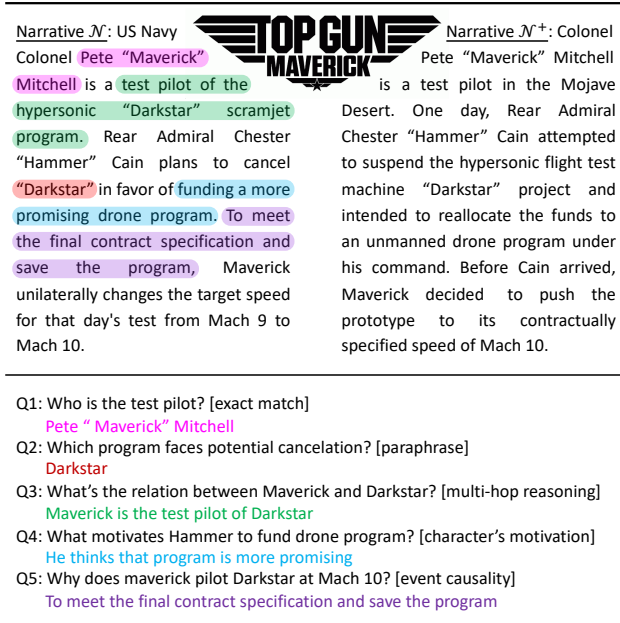 TOP GUN
MAVERICK
Narrative 𝒩: US Navy
Colonel Pete “Maverick”
Mitchell is a test pilot of the
hypersonic “Darkstar” scramjet
program. Rear Admiral Chester
“Hammer” Cain plans to cancel
“Darkstar” in favor of funding a more
promising drone program. To meet
the final contract specification and
save the program, Maverick
unilaterally changes the target speed
for that day's test from Mach 9 to
Mach 10.
Narrative 𝒩⁺: Colonel
Pete “Maverick” Mitchell
is a test pilot in the Mojave
Desert. One day, Rear Admiral
Chester “Hammer” Cain attempted
to suspend the hypersonic flight test
machine “Darkstar” project and
intended to reallocate the funds to
an unmanned drone program under
his command. Before Cain arrived,
Maverick decided to push the
prototype to its contractually
specified speed of Mach 10.
Q1: Who is the test pilot? [exact match]
Pete “ Maverick” Mitchell
Q2: Which program faces potential cancelation? [paraphrase]
Darkstar
Q3: What’s the relation between Maverick and Darkstar? [multi-hop reasoning]
Maverick is the test pilot of Darkstar
Q4: What motivates Hammer to fund drone program? [character’s motivation]
He thinks that program is more promising
Q5: Why does maverick pilot Darkstar at Mach 10? [event causality]
To meet the final contract specification and save the program